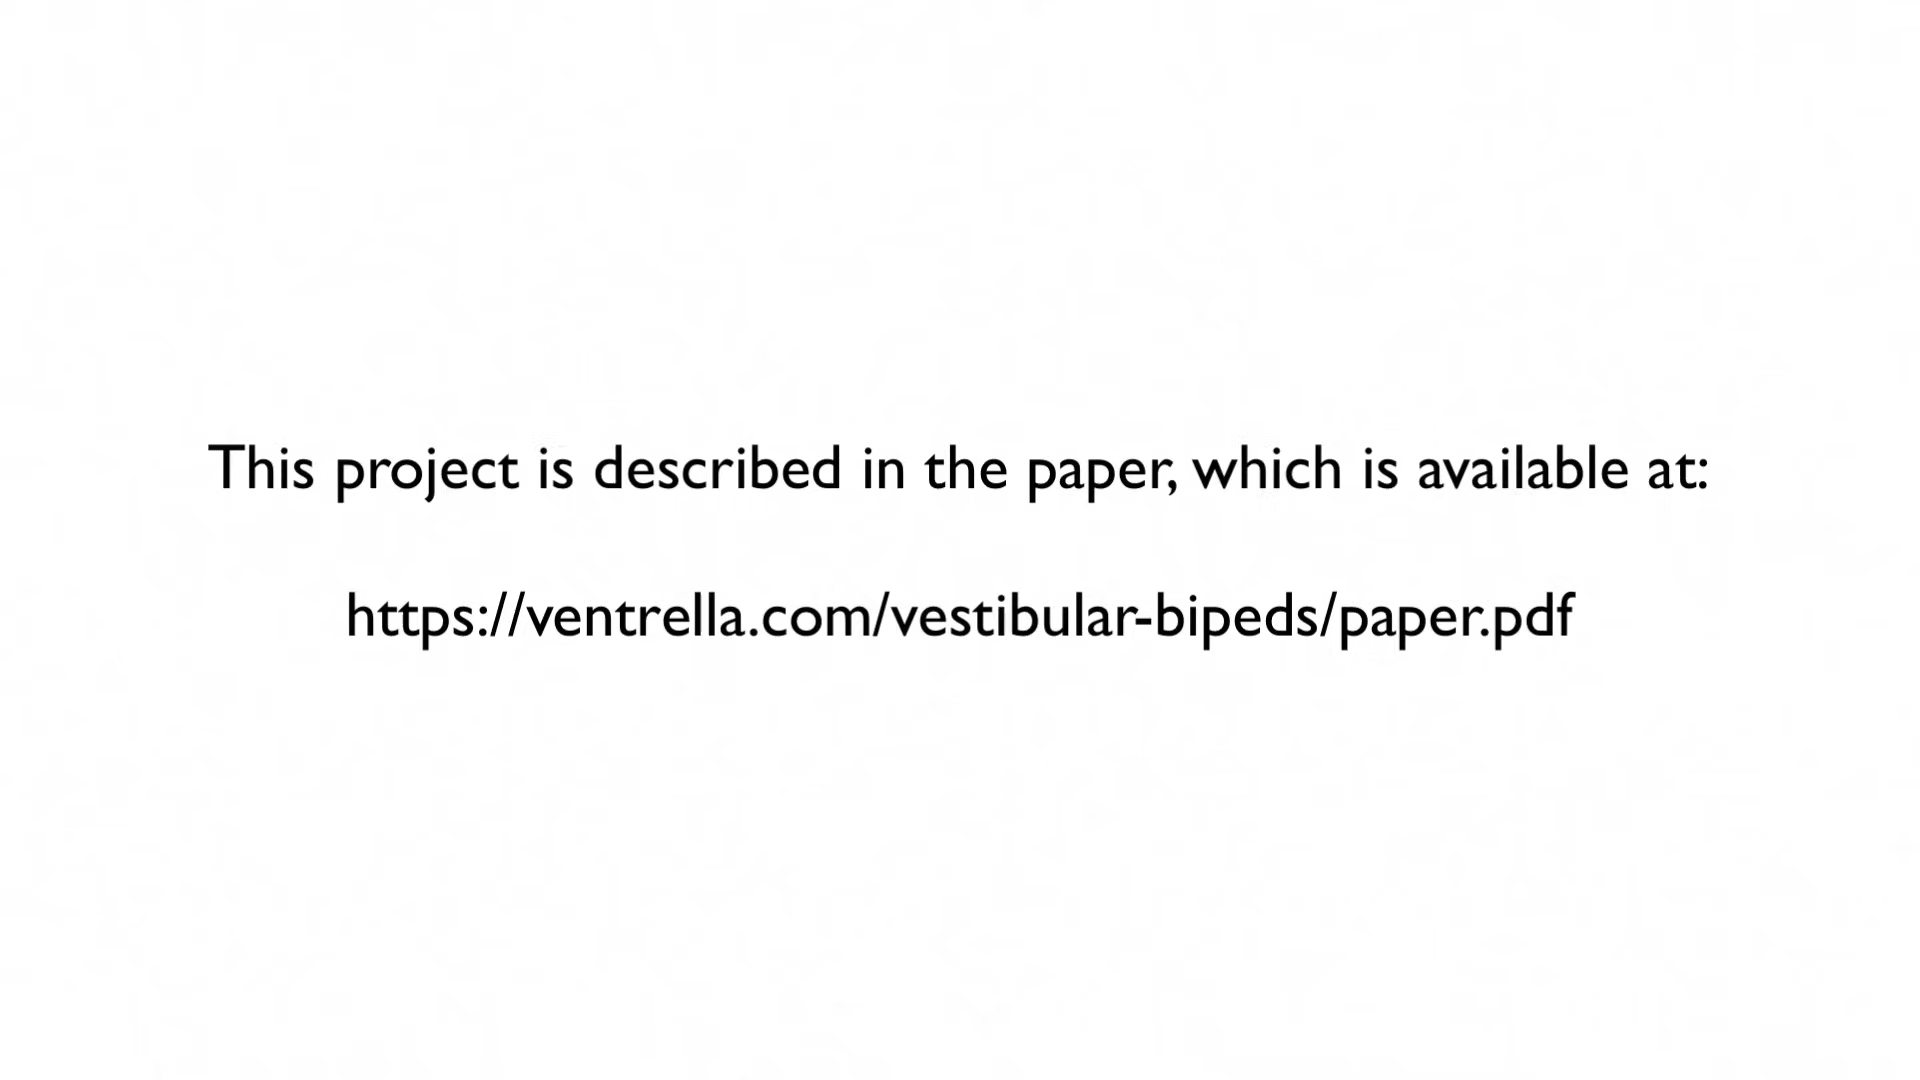 This project is described in the paper, which is available at:
https://ventrella.com/vestibular-bipeds/paper.pdf